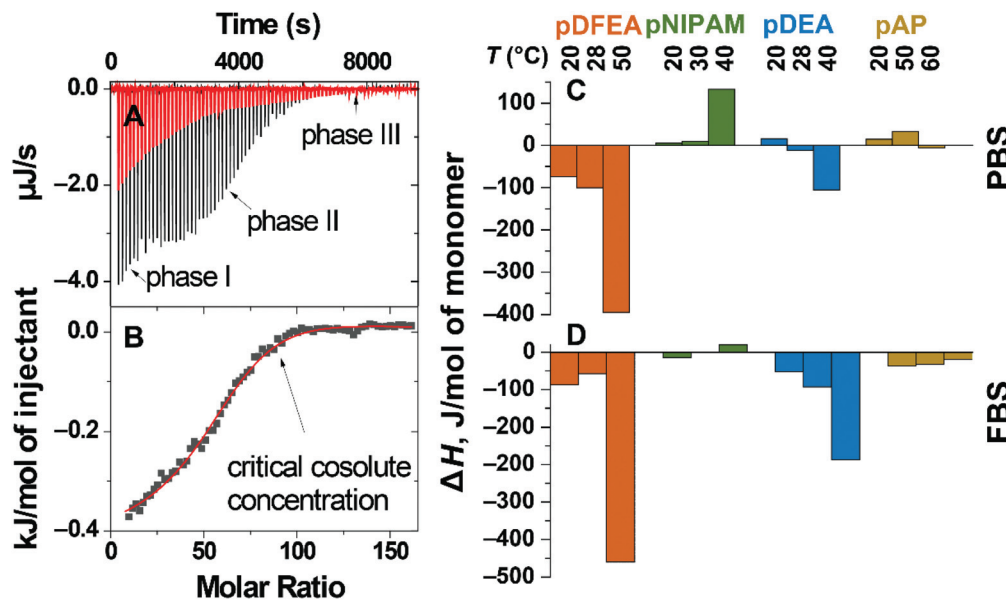 Time (s)
0
4000
8000
0.0
−2.0
−4.0
µJ/s
A
phase III
phase II
phase I
0.0
−0.2
−0.4
kJ/mol of injectant
B
critical cosolute
concentration
0
50
100
150
Molar Ratio
pDFEA pNIPAM pDEA pAP
T (°C) 20 28 50 20 30 40 20 28 40 20 50 60
C
100
0
−100
−200
−300
−400
PBS
D
0
−100
−200
−300
−400
−500
FBS
ΔH, J/mol of monomer